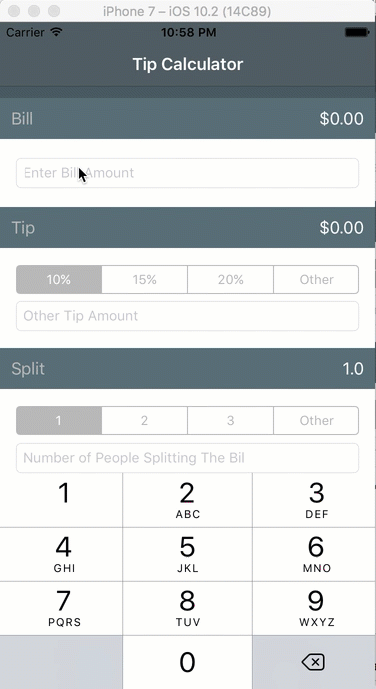 iPhone 7 – iOS 10.2 (14C89)
Carrier 10:58 PM
Tip Calculator
Bill $0.00
Enter Bill Amount
Tip $0.00
10% 15% 20% Other
Other Tip Amount
Split 1.0
1 2 3 Other
Number of People Splitting The Bil
1 2 3
ABC DEF
4 5 6
GHI JKL MNO
7 8 9
PQRS TUV WXYZ
0